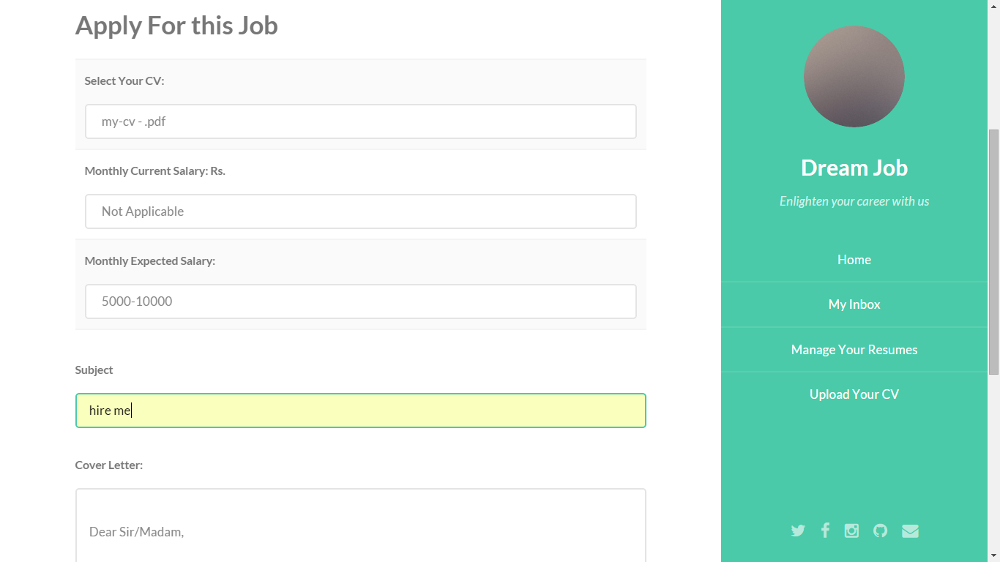 Apply For this Job
Select Your CV:
my-cv - .pdf
Monthly Current Salary: Rs.
Not Applicable
Monthly Expected Salary:
5000-10000
Subject
hire me
Cover Letter:
Dear Sir/Madam,
Dream Job
Enlighten your career with us
Home
My Inbox
Manage Your Resumes
Upload Your CV